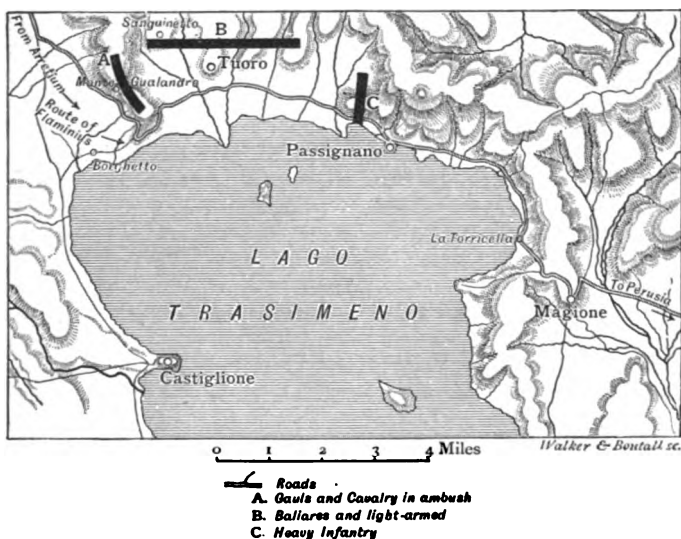 Sanguinetto
B
From Arretium
A
Tuoro
Gualandro
Route of
Flaminius
C
Borghetto
Passignano
LAGO
TRASIMENO
La Torricella
To Perusia
Magione
Castiglione
0 1 2 3 4 Miles
Walker & Boutall sc.
Roads
A. Gauls and Cavalry in ambush
B. Baliares and light-armed
C. Heavy Infantry